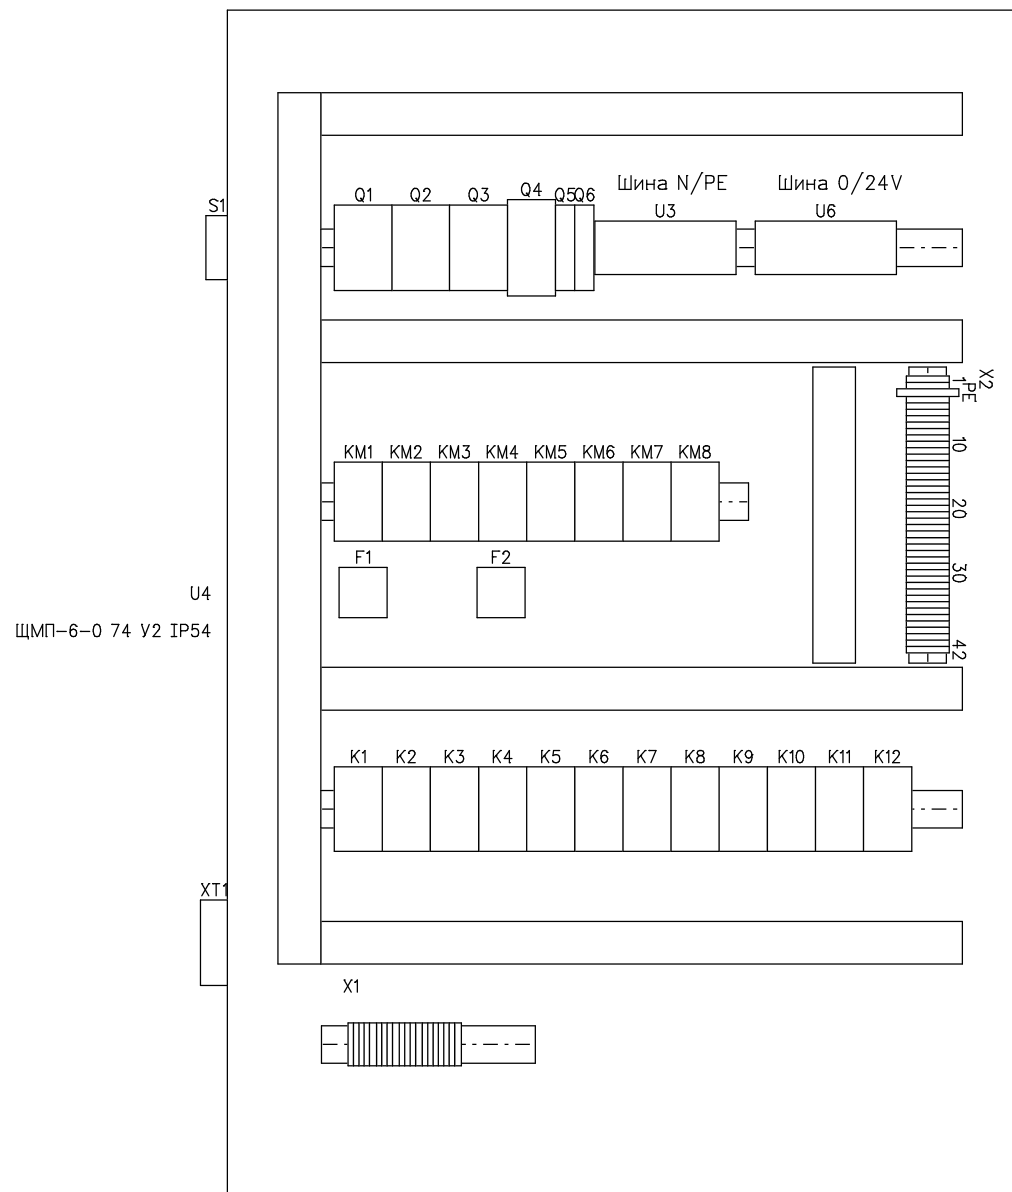 Шина N/PE Шина 0/24V
S1 Q1 Q2 Q3 Q4 Q5 Q6 U3 U6
X2
1
PE
10
20
30
42
KM1 KM2 KM3 KM4 KM5 KM6 KM7 KM8
F1 F2
U4
ЩМП-6-0 74 У2 IP54
K1 K2 K3 K4 K5 K6 K7 K8 K9 K10 K11 K12
XT1
X1